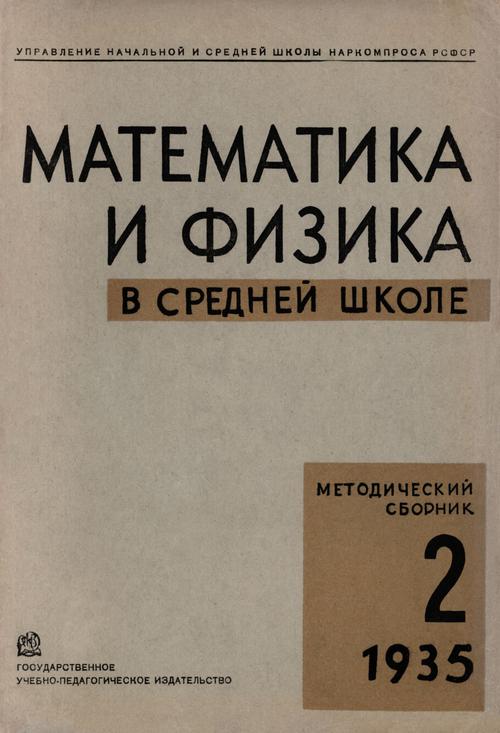 УПРАВЛЕНИЕ НАЧАЛЬНОЙ И СРЕДНЕЙ ШКОЛЫ НАРКОМПРОСА РСФСР
МАТЕМАТИКА
И ФИЗИКА
В СРЕДНЕЙ ШКОЛЕ
МЕТОДИЧЕСКИЙ
СБОРНИК
2
1935
ГОСУДАРСТВЕННОЕ
УЧЕБНО-ПЕДАГОГИЧЕСКОЕ ИЗДАТЕЛЬСТВО